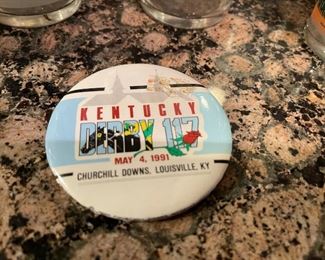 KENTUCKY
DERBY 117
MAY 4, 1991
CHURCHILL DOWNS, LOUISVILLE, KY